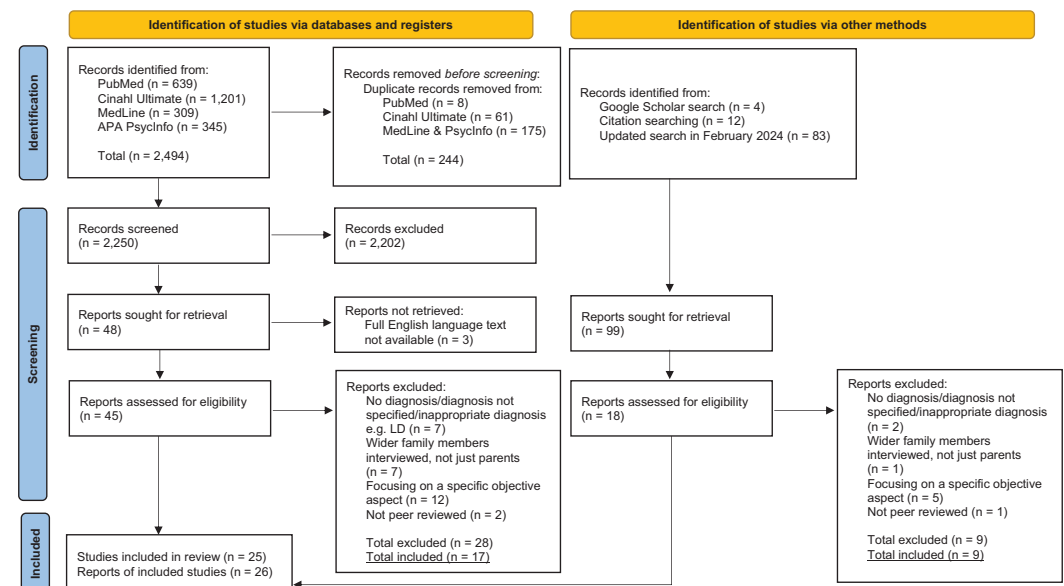 Identification of studies via databases and registers
Identification of studies via other methods
Identification
Records identified from:
PubMed (n = 639)
Cinahl Ultimate (n = 1,201)
MedLine (n = 309)
APA PsycInfo (n = 345)
Total (n = 2,494)
Records removed before screening:
Duplicate records removed from:
PubMed (n = 8)
Cinahl Ultimate (n = 61)
MedLine & PsycInfo (n = 175)
Total (n = 244)
Records identified from:
Google Scholar search (n = 4)
Citation searching (n = 12)
Updated search in February 2024 (n = 83)
Screening
Records screened
(n = 2,250)
Records excluded
(n = 2,202)
Reports sought for retrieval
(n = 48)
Reports not retrieved:
Full English language text
not available (n = 3)
Reports sought for retrieval
(n = 99)
Reports assessed for eligibility
(n = 45)
Reports excluded:
No diagnosis/diagnosis not
specified/inappropriate diagnosis
e.g. LD (n = 7)
Wider family members
interviewed, not just parents
(n = 7)
Focusing on a specific objective
aspect (n = 12)
Not peer reviewed (n = 2)
Total excluded (n = 28)
Total included (n = 17)
Reports assessed for eligibility
(n = 18)
Reports excluded:
No diagnosis/diagnosis not
specified/inappropriate diagnosis
(n = 2)
Wider family members
interviewed, not just parents
(n = 1)
Focusing on a specific objective
aspect (n = 5)
Not peer reviewed (n = 1)
Total excluded (n = 9)
Total included (n = 9)
Included
Studies included in review (n = 25)
Reports of included studies (n = 26)